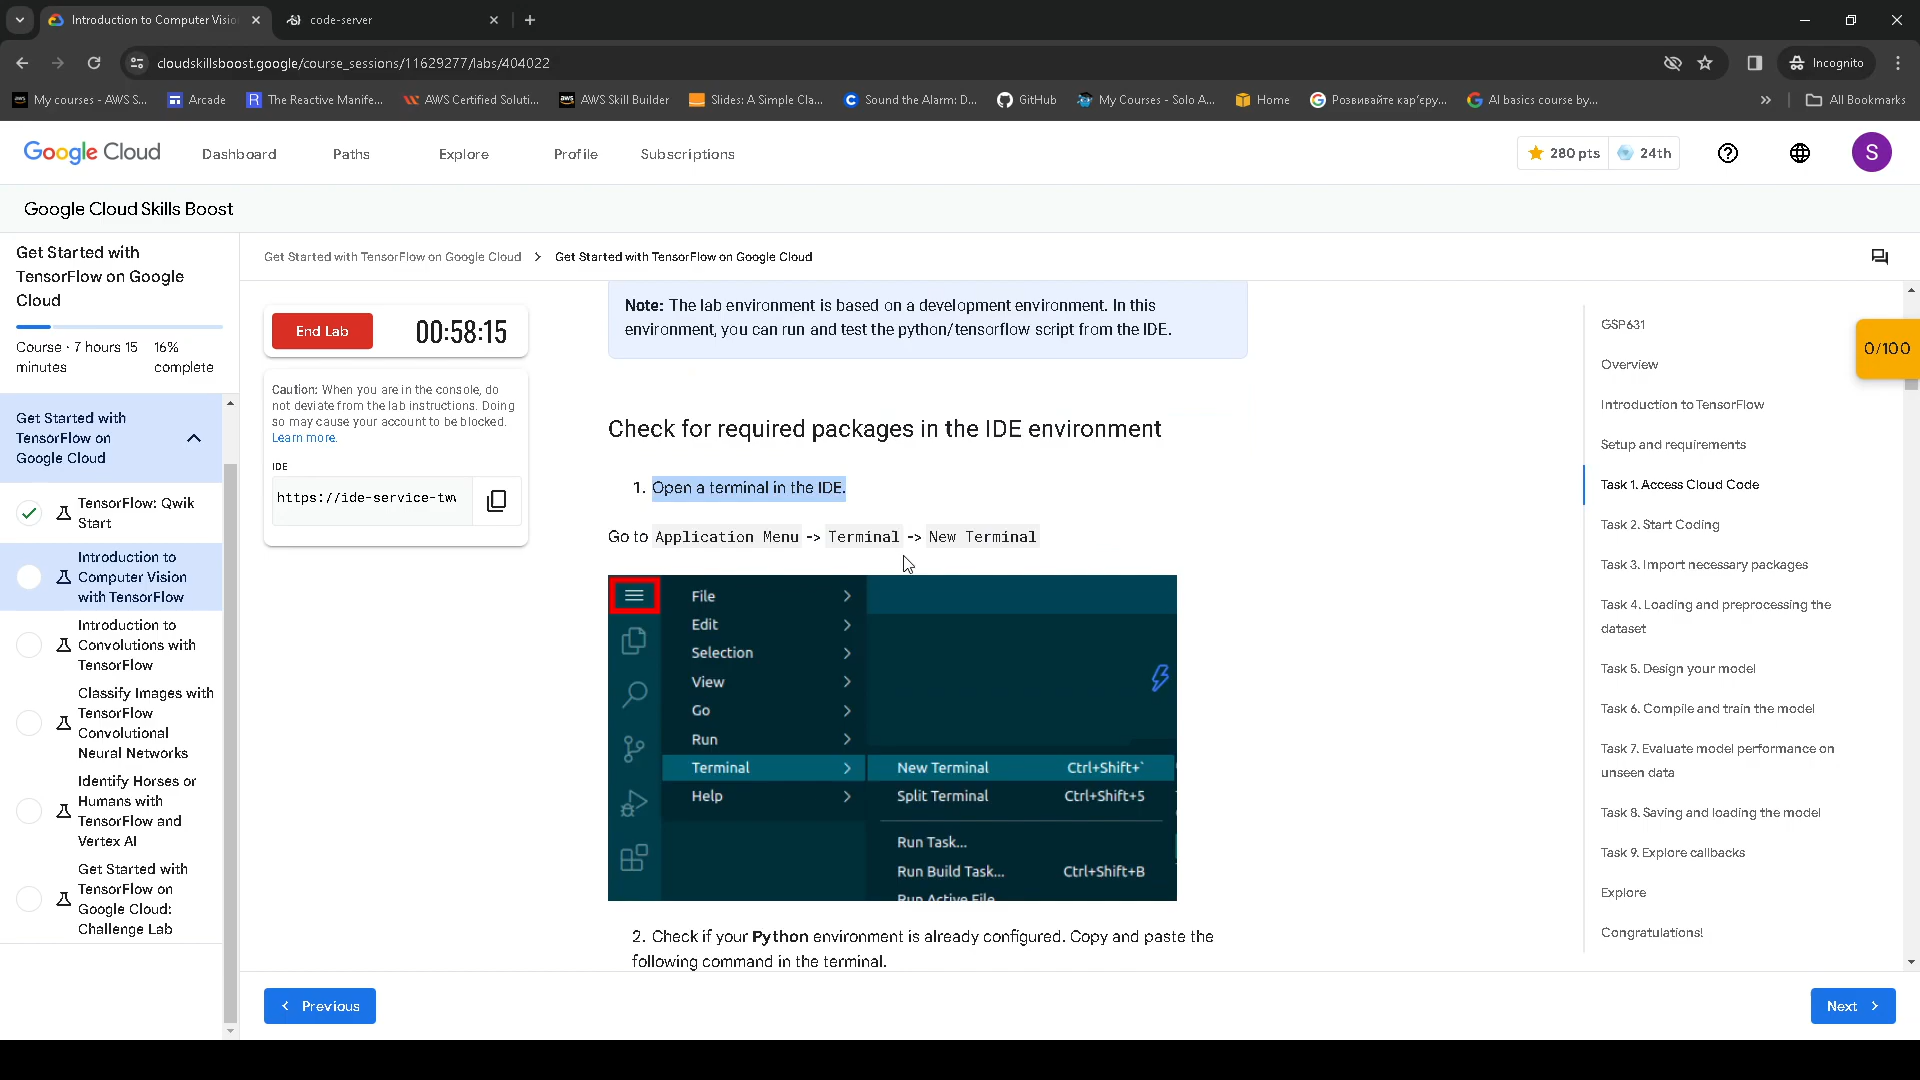 Introduction to Computer Visio
code-server
cloudskillsboost.google/course_sessions/11629277/labs/404022
Incognito
My courses - AWS S...
Arcade
The Reactive Manife...
AWS Certified Soluti...
AWS Skill Builder
Slides: A Simple Cla...
Sound the Alarm: D...
GitHub
My Courses - Solo A...
Home
Розвивайте кар'єру...
AI basics course by...
All Bookmarks
Google Cloud
Dashboard
Paths
Explore
Profile
Subscriptions
280 pts
24th
S
Google Cloud Skills Boost
Get Started with
TensorFlow on Google
Cloud
Course · 7 hours 15
minutes
16%
complete
Get Started with
TensorFlow on
Google Cloud
TensorFlow: Qwik
Start
Introduction to
Computer Vision
with TensorFlow
Introduction to
Convolutions with
TensorFlow
Classify Images with
TensorFlow
Convolutional
Neural Networks
Identify Horses or
Humans with
TensorFlow and
Vertex AI
Get Started with
TensorFlow on
Google Cloud:
Challenge Lab
Get Started with TensorFlow on Google Cloud > Get Started with TensorFlow on Google Cloud
End Lab
00:58:15
Caution: When you are in the console, do
not deviate from the lab instructions. Doing
so may cause your account to be blocked.
Learn more.
IDE
https://ide-service-tw
Note: The lab environment is based on a development environment. In this
environment, you can run and test the python/tensorflow script from the IDE.
Check for required packages in the IDE environment
1. Open a terminal in the IDE.
Go to Application Menu -> Terminal -> New Terminal
File
Edit
Selection
View
Go
Run
Terminal
Help
New Terminal Ctrl+Shift+`
Split Terminal Ctrl+Shift+5
Run Task...
Run Build Task... Ctrl+Shift+B
Run Active File
2. Check if your Python environment is already configured. Copy and paste the
following command in the terminal.
GSP631
Overview
Introduction to TensorFlow
Setup and requirements
Task 1. Access Cloud Code
Task 2. Start Coding
Task 3. Import necessary packages
Task 4. Loading and preprocessing the
dataset
Task 5. Design your model
Task 6. Compile and train the model
Task 7. Evaluate model performance on
unseen data
Task 8. Saving and loading the model
Task 9. Explore callbacks
Explore
Congratulations!
0/100
Previous
Next